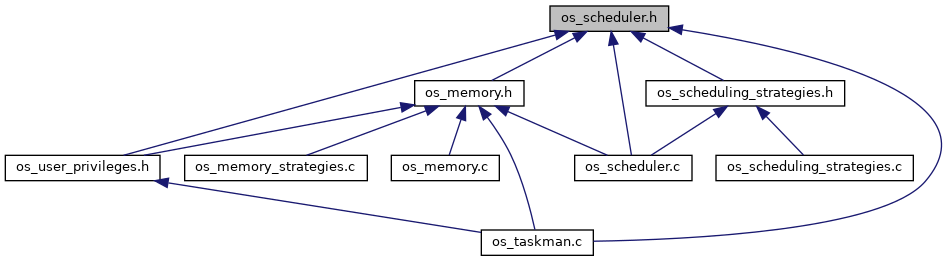 os_scheduler.h
os_memory.h
os_scheduling_strategies.h
os_user_privileges.h
os_memory_strategies.c
os_memory.c
os_scheduler.c
os_scheduling_strategies.c
os_taskman.c